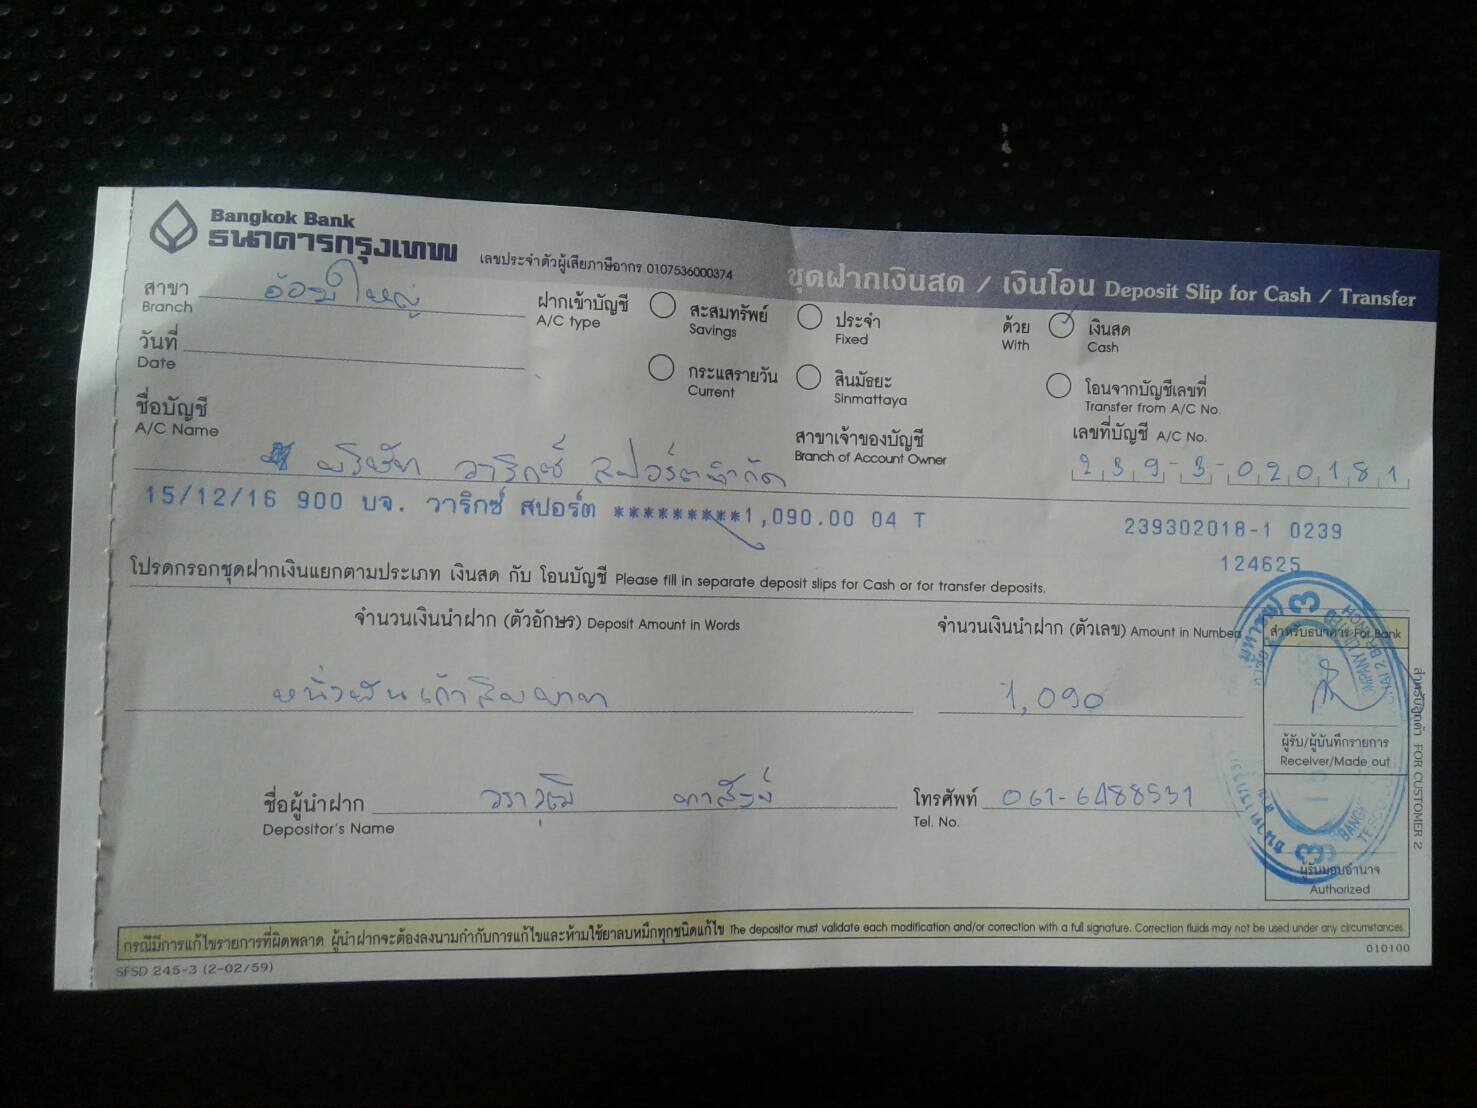 Bangkok Bank
ธนาคารกรุงเทพ
เลขประจำตัวผู้เสียภาษีอากร 0107536000374
ชุดฝากเงินสด / เงินโอน Deposit Slip for Cash / Transfer
สาขา อ้อมใหญ่
Branch
ฝากเข้าบัญชี
A/C type
สะสมทรัพย์
Savings
ประจำ
Fixed
ด้วย
With
เงินสด
Cash
วันที่
Date
กระแสรายวัน
Current
สินมัธยะ
Sinmattaya
โอนจากบัญชีเลขที่
Transfer from A/C No.
ชื่อบัญชี
A/C Name
บริษัท วาริกซ์ สปอร์ตจำกัด
สาขาเจ้าของบัญชี
Branch of Account Owner
เลขที่บัญชี A/C No.
239-3-020181
15/12/16 900 บจ. วาริกซ์ สปอร์ต *********1,090.00 04 T
239302018-1 0239
124625
โปรดกรอกชุดฝากเงินแยกตามประเภท เงินสด กับ โอนบัญชี Please fill in separate deposit slips for Cash or for transfer deposits.
จำนวนเงินนำฝาก (ตัวอักษร) Deposit Amount in Words
จำนวนเงินนำฝาก (ตัวเลข) Amount in Number
สำหรับธนาคาร For Bank
หนึ่งพันเก้าสิบบาท
1,090
ผู้รับ/ผู้บันทึกรายการ
Receiver/Made out
ชื่อผู้นำฝาก วราวุฒิ
Depositor's Name
โทรศัพท์ 061-6488531
Tel. No.
ผู้รับมอบอำนาจ
Authorized
สำหรับลูกค้า FOR CUSTOMER 2
กรณีมีการแก้ไขรายการที่ผิดพลาด ผู้นำฝากจะต้องลงนามกำกับการแก้ไขและห้ามใช้ยาลบหมึกทุกชนิดแก้ไข The depositor must validate each modification and/or correction with a full signature. Correction fluids may not be used under any circumstances.
SFSD 245-3 (2-02/59)
010100